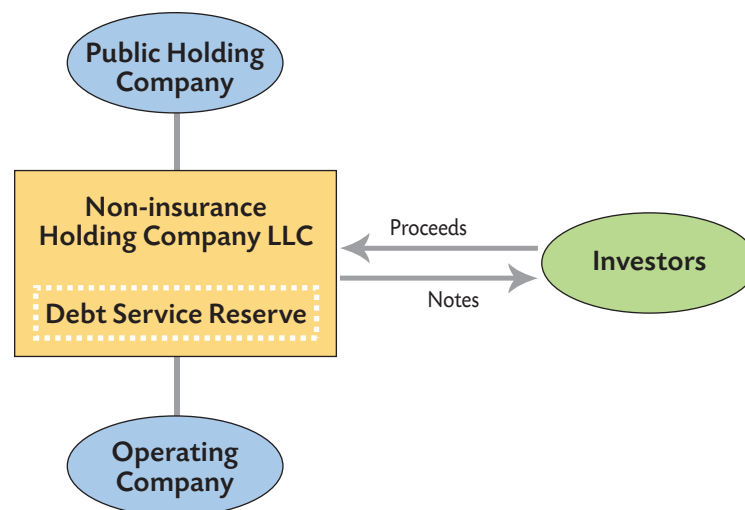 Public Holding
Company
Non-insurance
Holding Company LLC
Debt Service Reserve
Proceeds
Notes
Investors
Operating
Company